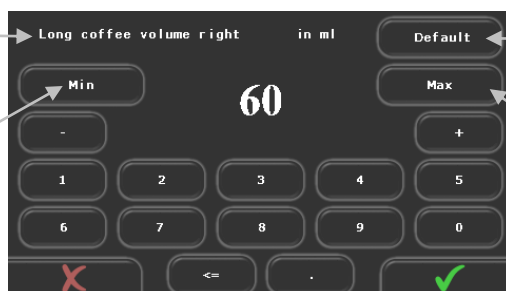 Long coffee volume right in ml Default
Min 60 Max
- +
1 2 3 4 5
6 7 8 9 0
<= .